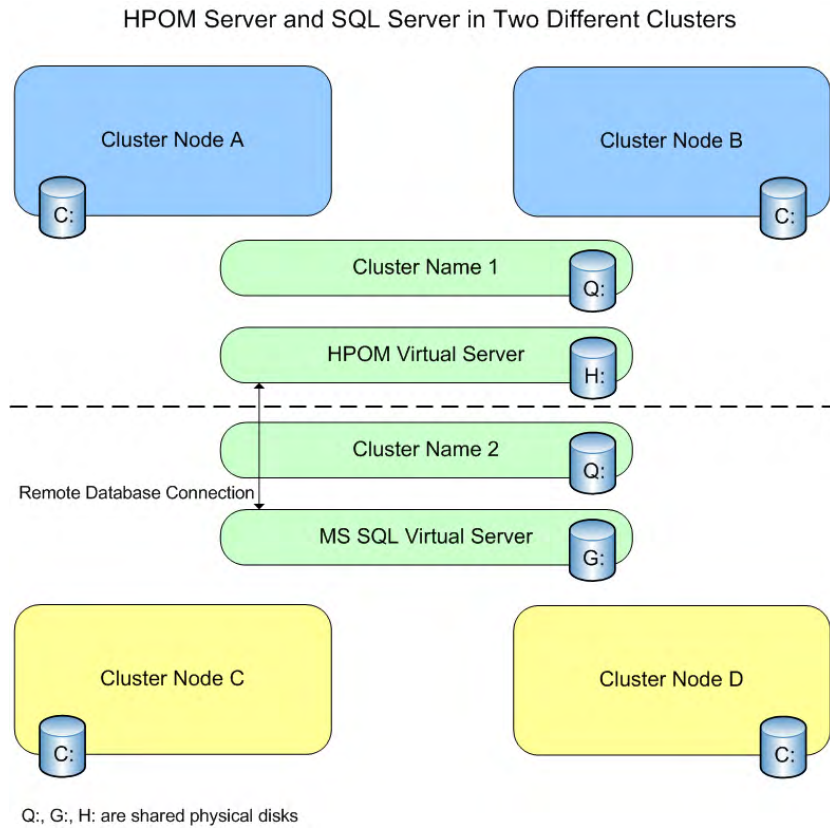 HPOM Server and SQL Server in Two Different Clusters
Cluster Node A
C:
Cluster Node B
C:
Cluster Name 1
Q:
HPOM Virtual Server
H:
Cluster Name 2
Q:
Remote Database Connection
MS SQL Virtual Server
G:
Cluster Node C
C:
Cluster Node D
C:
Q:, G:, H: are shared physical disks